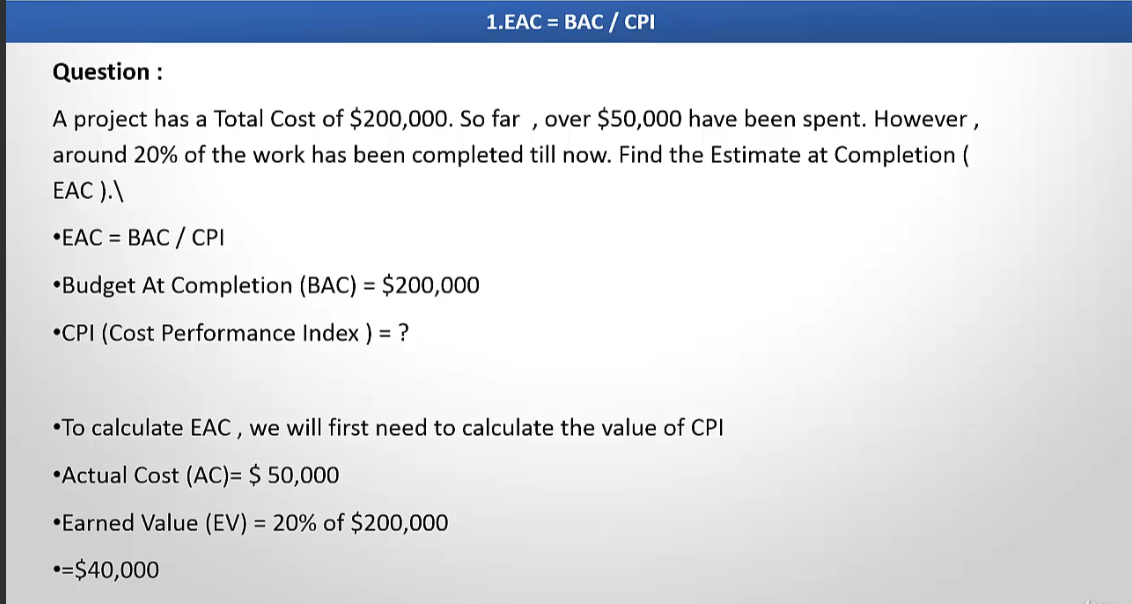 1.EAC = BAC / CPI
Question :
A project has a Total Cost of $200,000. So far , over $50,000 have been spent. However ,
around 20% of the work has been completed till now. Find the Estimate at Completion (
EAC ).\
•EAC = BAC / CPI
•Budget At Completion (BAC) = $200,000
•CPI (Cost Performance Index ) = ?
•To calculate EAC , we will first need to calculate the value of CPI
•Actual Cost (AC)= $ 50,000
•Earned Value (EV) = 20% of $200,000
•=$40,000